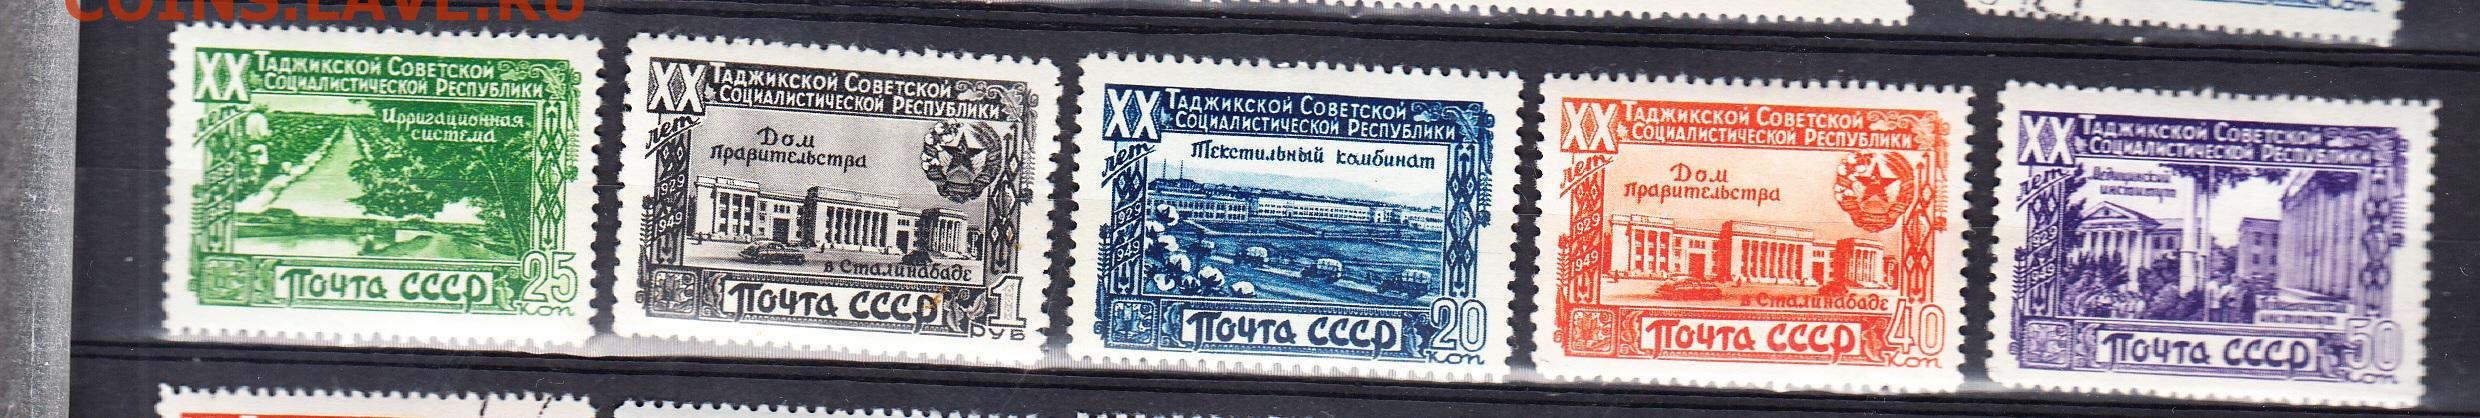 COINS.LAVE.RU
XX лет
Таджикской Советской
Социалистической Республики
Ирригационная
система
Почта СССР
25
коп
XX лет
Таджикской Советской
Социалистической Республики
1929
1949
Дом
правительства
в Сталинабаде
Почта СССР
1
РУБ
XX лет
Таджикской Советской
Социалистической Республики
1929
1949
Текстильный комбинат
Почта СССР
20
коп
XX лет
Таджикской Советской
Социалистической Республики
1929
1949
Дом
правительства
в Сталинабаде
Почта СССР
40
коп
XX лет
Таджикской Советской
Социалистической Республики
1929
1949
Медицинский
институт
Почта СССР
50
коп
коп